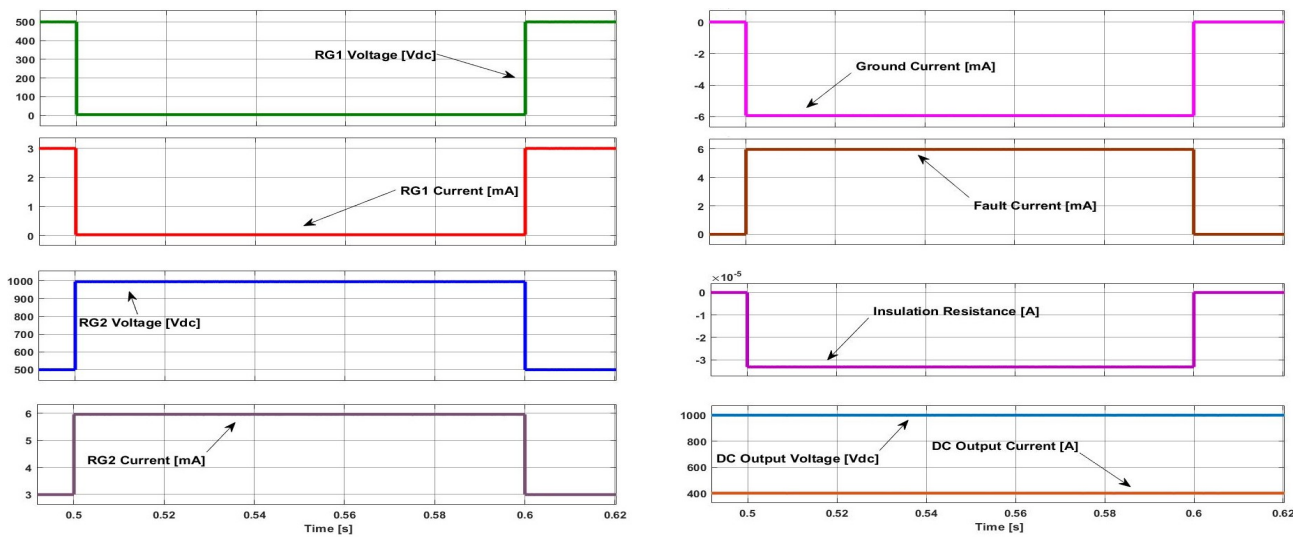 500
400
300
200
100
0
RG1 Voltage [Vdc]
3
2
1
0
RG1 Current [mA]
1000
900
800
700
600
500
RG2 Voltage [Vdc]
6
5
4
3
RG2 Current [mA]
0.5 0.52 0.54 0.56 0.58 0.6 0.62
Time [s]
0
-2
-4
-6
Ground Current [mA]
6
4
2
0
Fault Current [mA]
×10-5
0
-1
-2
-3
Insulation Resistance [A]
1000
800
600
400
DC Output Voltage [Vdc]
DC Output Current [A]
0.5 0.52 0.54 0.56 0.58 0.6 0.62
Time [s]